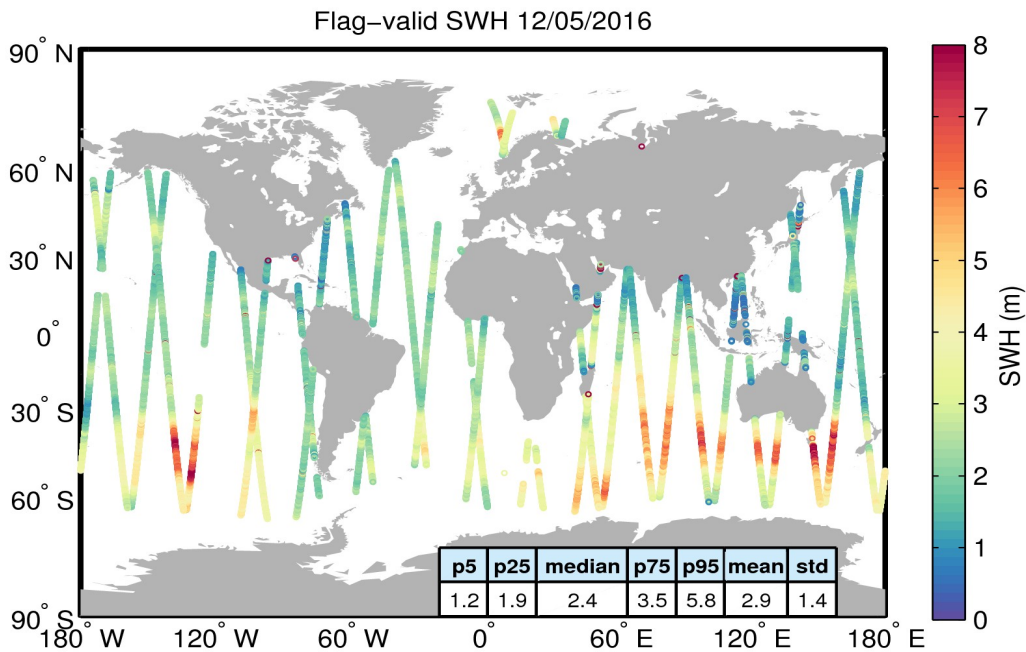 Flag−valid SWH 12/05/2016
90° N
60° N
30° N
0°
30° S
60° S
90° S
180° W
120° W
60° W
0°
60° E
120° E
180° E
p5 p25 median p75 p95 mean std
1.2 1.9 2.4 3.5 5.8 2.9 1.4
8
7
6
5
4
3
2
1
0
SWH (m)